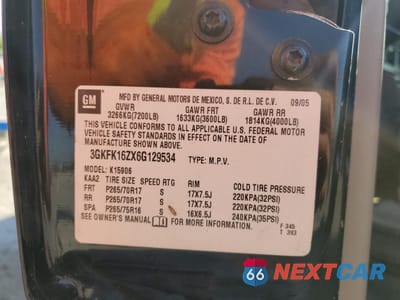 GM
MFD BY GENERAL MOTORS DE MEXICO, S. DE R.L. DE C.V. 09/05
GVWR GAWR FRT GAWR RR
3266KG(7200LB) 1633KG(3600LB) 1814KG(4000LB)
THIS VEHICLE CONFORMS TO ALL APPLICABLE U.S. FEDERAL MOTOR
VEHICLE SAFETY STANDARDS IN EFFECT ON THE DATE OF
MANUFACTURE SHOWN ABOVE.
3GKFK16ZX6G129534 TYPE: M.P.V.
MODEL: K15906
KAA2 TIRE SIZE SPEED RTG RIM COLD TIRE PRESSURE
FRT P265/70R17 S 17X7.5J 220KPA(32PSI)
RR P265/70R17 S 17X7.5J 220KPA(32PSI)
SPA P265/75R16 S 16X6.5J 240KPA(35PSI)
SEE OWNER'S MANUAL FOR MORE INFORMATION. F 345
T 393
66 NEXTCAR